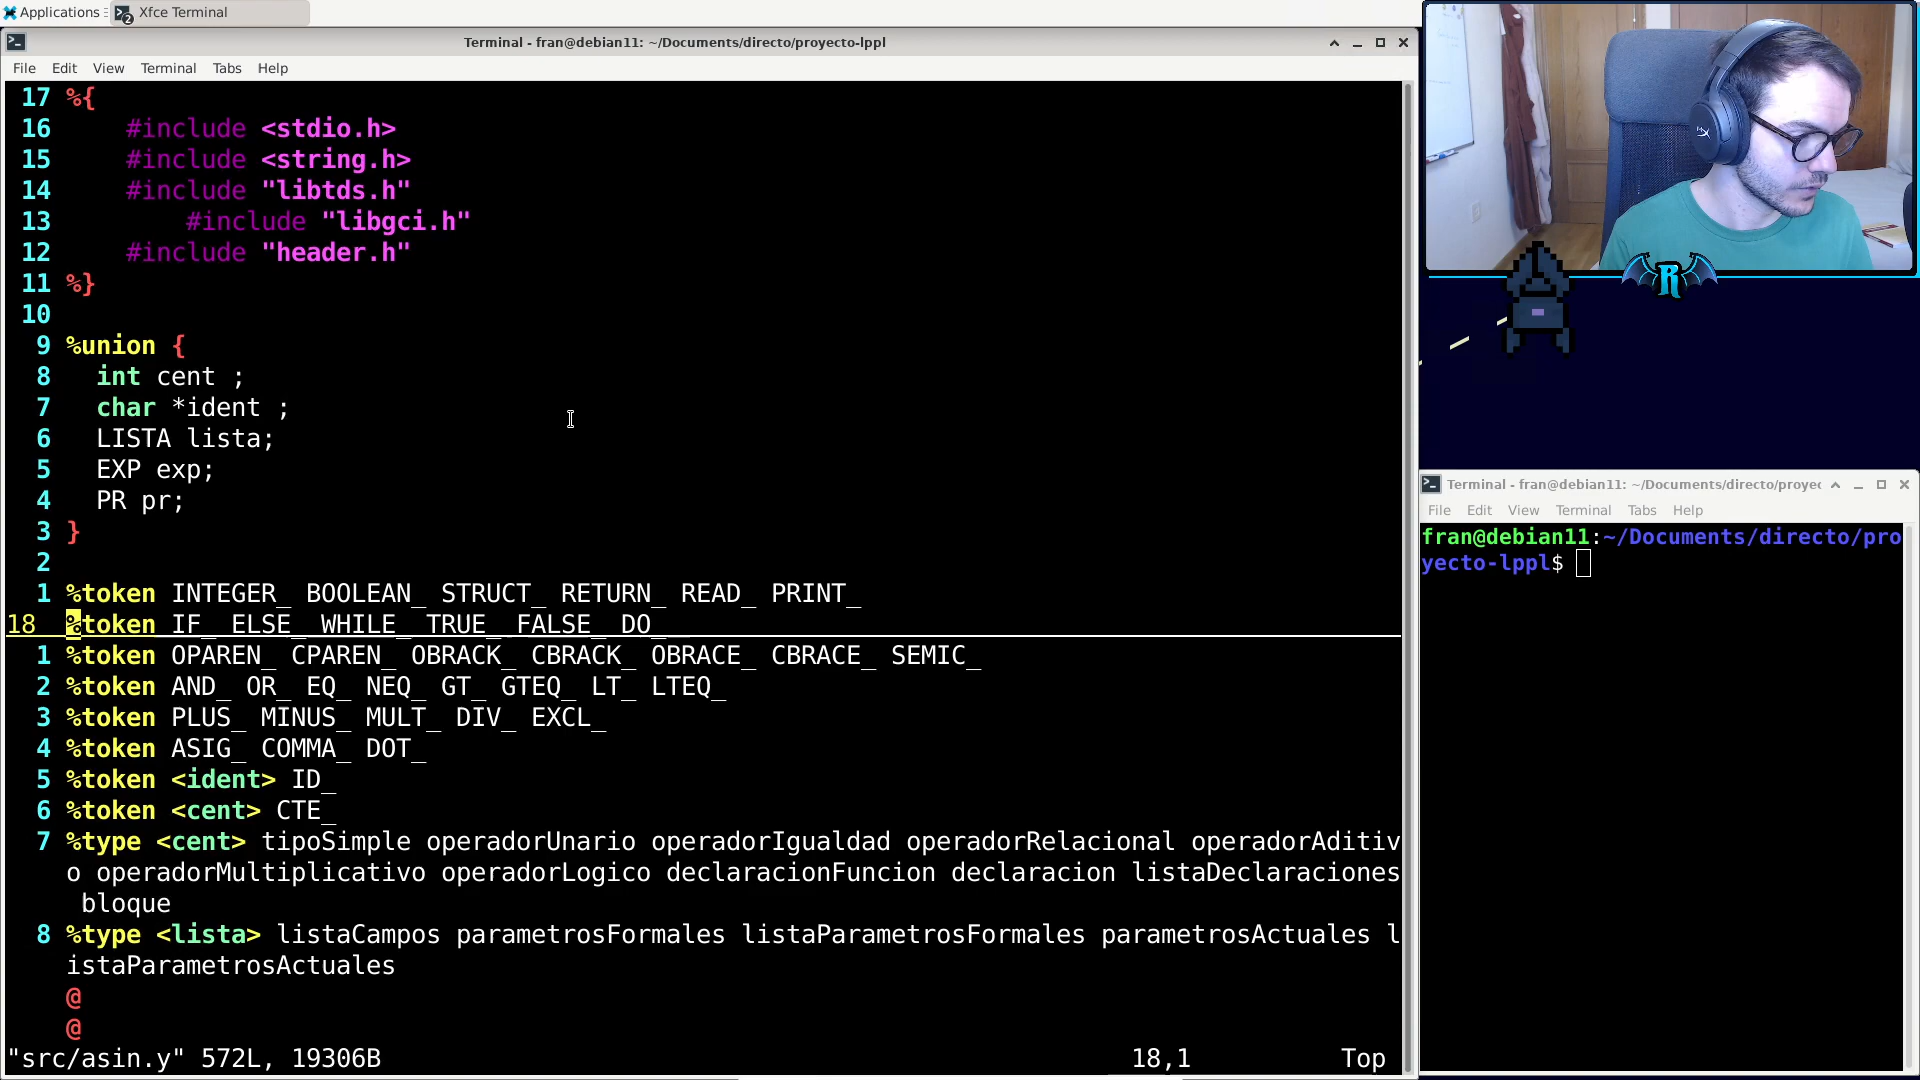 Applications
Xfce Terminal
Terminal - fran@debian11: ~/Documents/directo/proyecto-lppl
File Edit View Terminal Tabs Help
17 %{
16 #include <stdio.h>
15 #include <string.h>
14 #include "libtds.h"
13 #include "libgci.h"
12 #include "header.h"
11 %}
10
9 %union {
8 int cent ;
7 char *ident ;
6 LISTA lista;
5 EXP exp;
4 PR pr;
3 }
2
1 %token INTEGER_ BOOLEAN_ STRUCT_ RETURN_ READ_ PRINT_
18 %token IF_ ELSE_ WHILE_ TRUE_ FALSE_ DO_
1 %token OPAREN_ CPAREN_ OBRACK_ CBRACK_ OBRACE_ CBRACE_ SEMIC_
2 %token AND_ OR_ EQ_ NEQ_ GT_ GTEQ_ LT_ LTEQ_
3 %token PLUS_ MINUS_ MULT_ DIV_ EXCL_
4 %token ASIG_ COMMA_ DOT_
5 %token <ident> ID_
6 %token <cent> CTE_
7 %type <cent> tipoSimple operadorUnario operadorIgualdad operadorRelacional operadorAditiv
o operadorMultiplicativo operadorLogico declaracionFuncion declaracion listaDeclaraciones
bloque
8 %type <lista> listaCampos parametrosFormales listaParametrosFormales parametrosActuales l
istaParametrosActuales
@
@
"src/asin.y" 572L, 19306B 18,1 Top
R
Terminal - fran@debian11: ~/Documents/directo/proyec
File Edit View Terminal Tabs Help
fran@debian11:~/Documents/directo/pro
yecto-lppl$